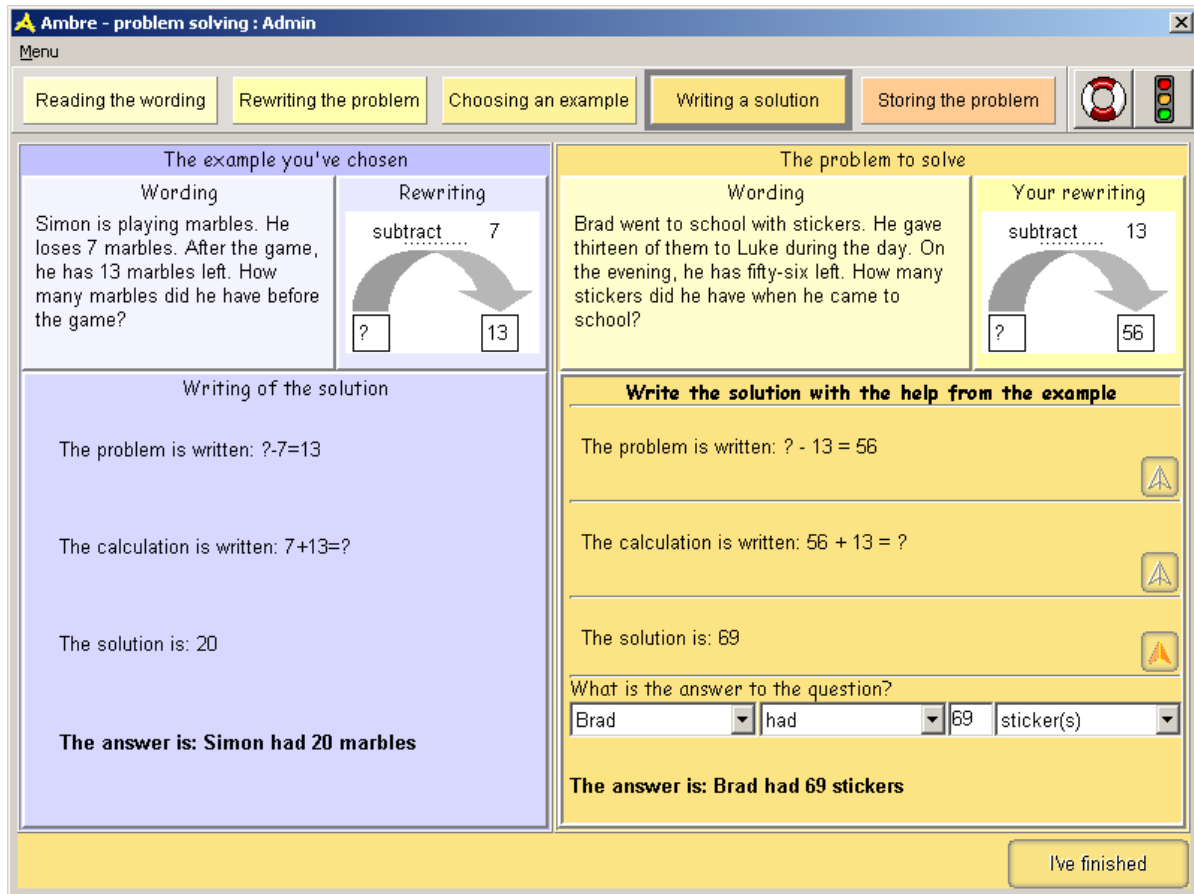 Ambre - problem solving : Admin
Menu
Reading the wording
Rewriting the problem
Choosing an example
Writing a solution
Storing the problem
The example you've chosen
Wording
Simon is playing marbles. He
loses 7 marbles. After the game,
he has 13 marbles left. How
many marbles did he have before
the game?
Rewriting
subtract 7
? 13
Writing of the solution
The problem is written: ?-7=13
The calculation is written: 7+13=?
The solution is: 20
The answer is: Simon had 20 marbles
The problem to solve
Wording
Brad went to school with stickers. He gave
thirteen of them to Luke during the day. On
the evening, he has fifty-six left. How many
stickers did he have when he came to
school?
Your rewriting
subtract 13
? 56
Write the solution with the help from the example
The problem is written: ? - 13 = 56
The calculation is written: 56 + 13 = ?
The solution is: 69
What is the answer to the question?
Brad had 69 sticker(s)
The answer is: Brad had 69 stickers
I've finished